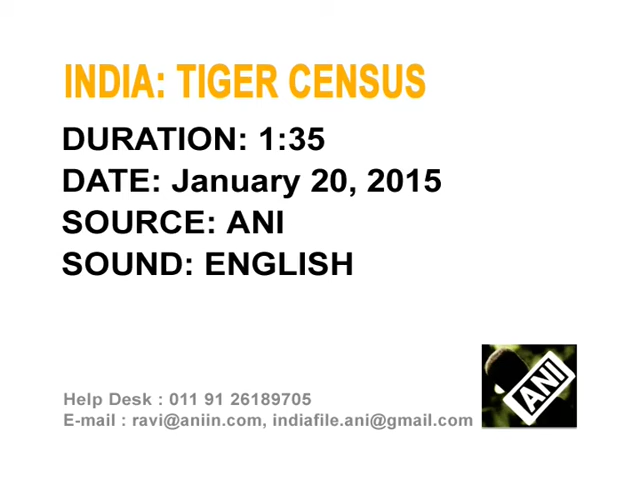 INDIA: TIGER CENSUS
DURATION: 1:35
DATE: January 20, 2015
SOURCE: ANI
SOUND: ENGLISH
Help Desk : 011 91 26189705
E-mail : ravi@aniin.com, indiafile.ani@gmail.com
ANI